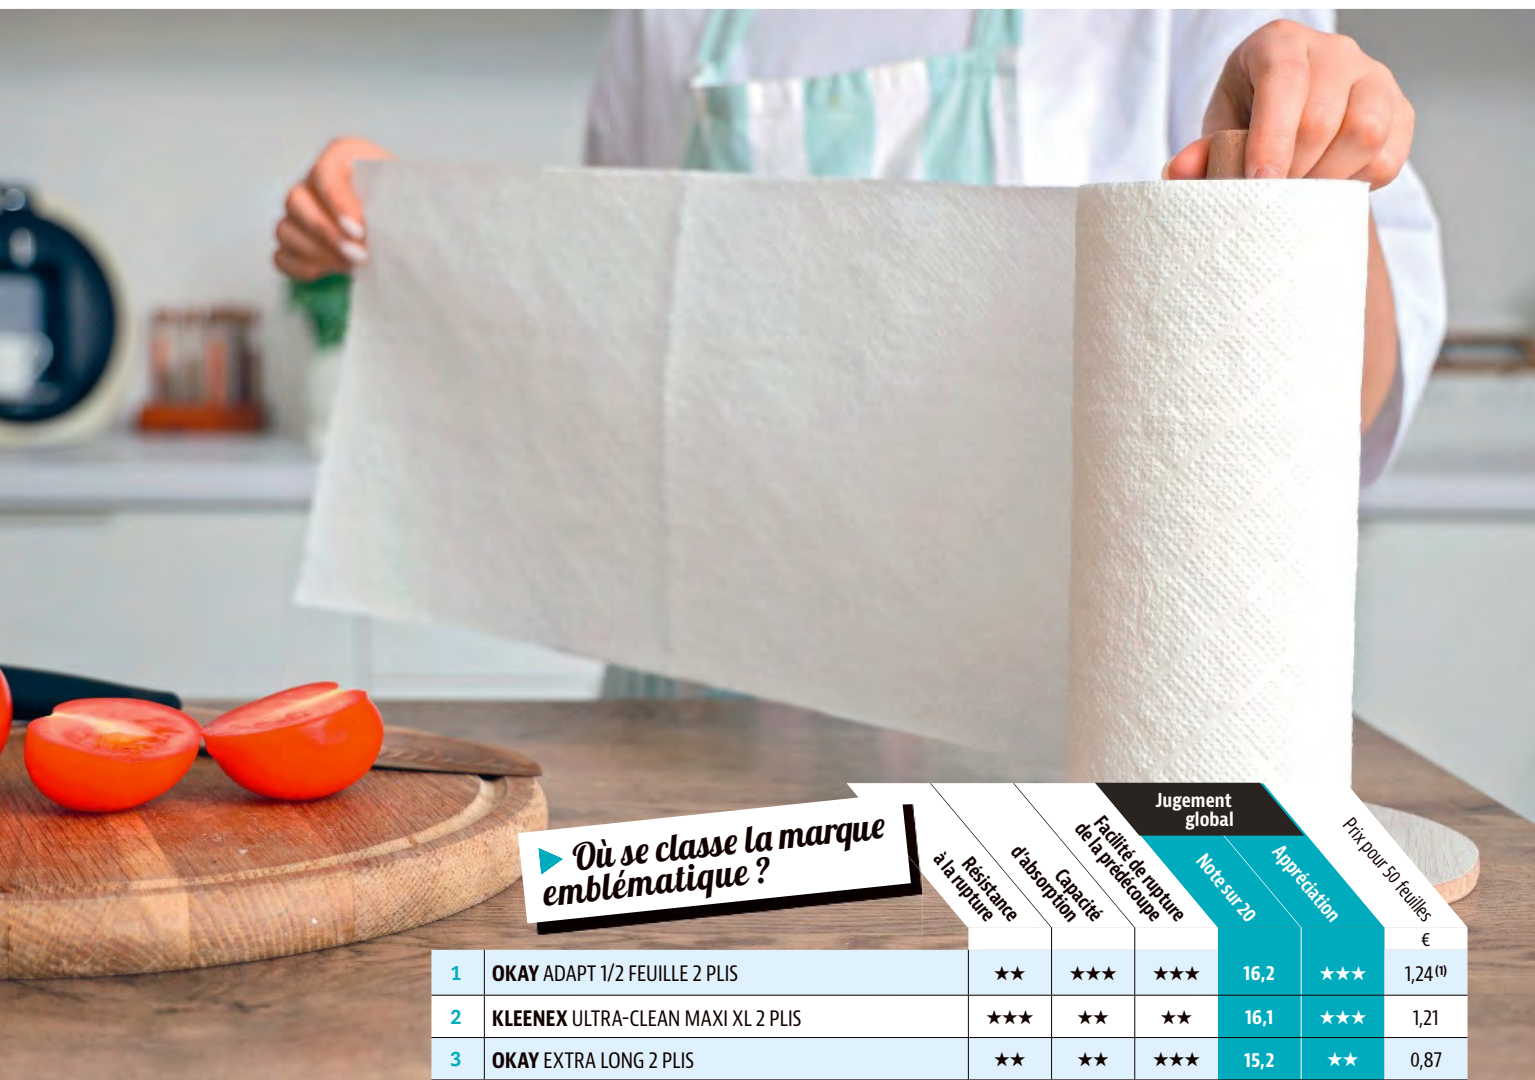 ▶ Où se classe la marque
emblématique ?
Résistance
à la rupture
Capacité
d'absorption
Facilité de rupture
de la prédécoupe
Jugement
global
Note sur 20
Appréciation
Prix pour 50 feuilles
€
1 OKAY ADAPT 1/2 FEUILLE 2 PLIS ★★ ★★★ ★★★ 16,2 ★★★ 1,24(1)
2 KLEENEX ULTRA-CLEAN MAXI XL 2 PLIS ★★★ ★★ ★★ 16,1 ★★★ 1,21
3 OKAY EXTRA LONG 2 PLIS ★★ ★★ ★★★ 15,2 ★★ 0,87